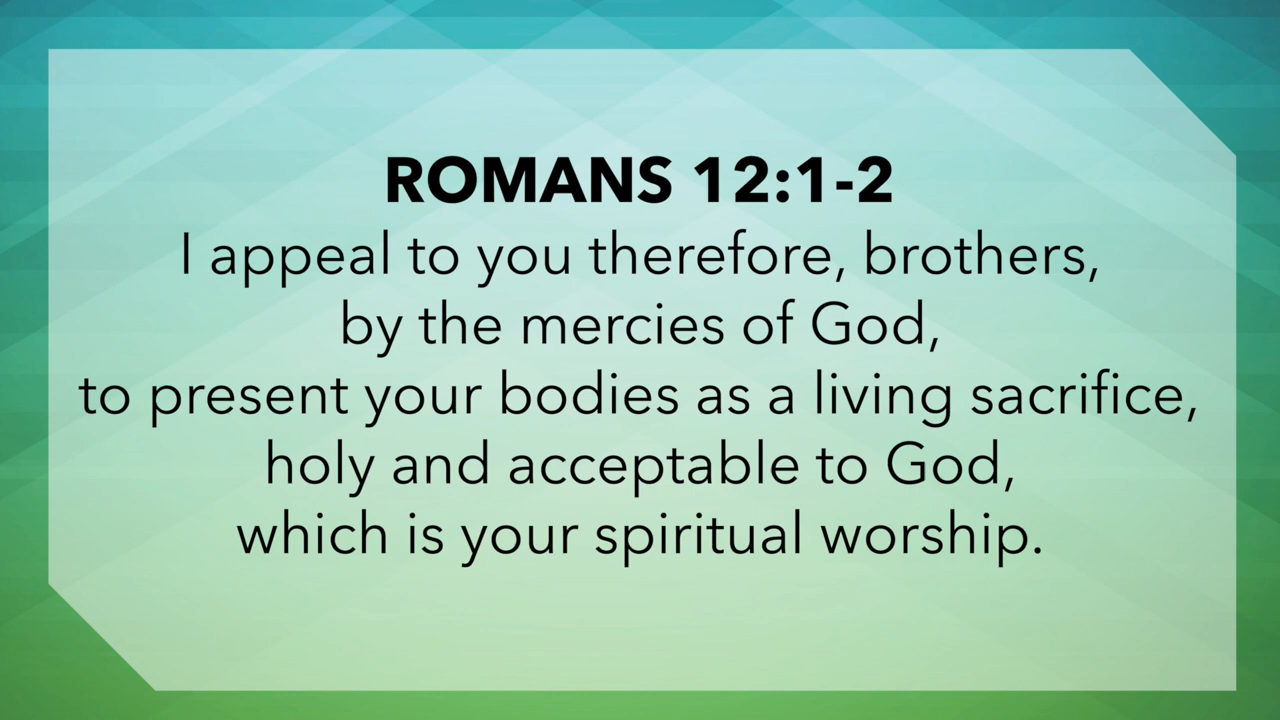 ROMANS 12:1-2
I appeal to you therefore, brothers,
by the mercies of God,
to present your bodies as a living sacrifice,
holy and acceptable to God,
which is your spiritual worship.